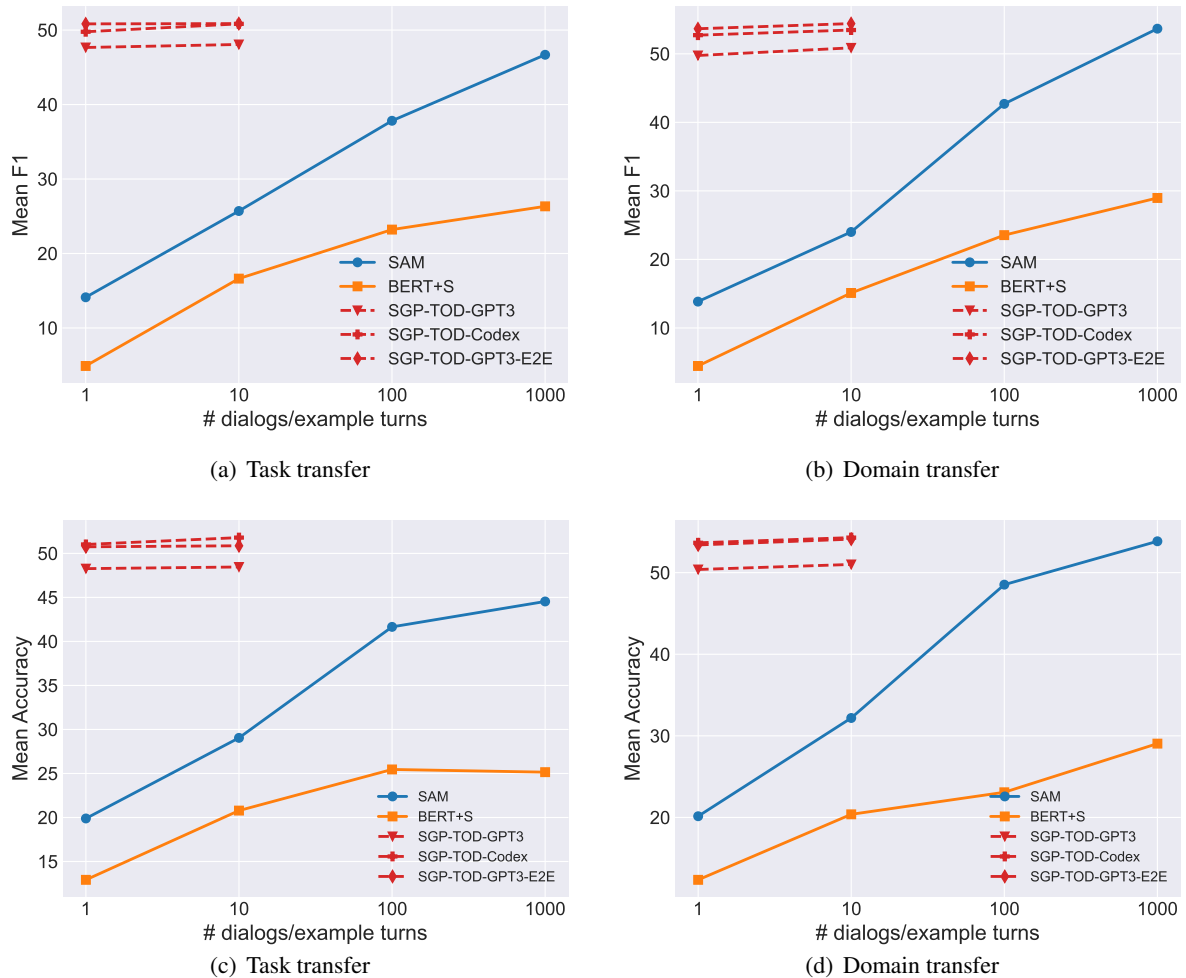 50
40
30
20
10
Mean F1
SAM
BERT+S
SGP-TOD-GPT3
SGP-TOD-Codex
SGP-TOD-GPT3-E2E
1 10 100 1000
# dialogs/example turns
(a) Task transfer
50
40
30
20
10
Mean F1
SAM
BERT+S
SGP-TOD-GPT3
SGP-TOD-Codex
SGP-TOD-GPT3-E2E
1 10 100 1000
# dialogs/example turns
(b) Domain transfer
50
45
40
35
30
25
20
15
Mean Accuracy
SAM
BERT+S
SGP-TOD-GPT3
SGP-TOD-Codex
SGP-TOD-GPT3-E2E
1 10 100 1000
# dialogs/example turns
(c) Task transfer
50
40
30
20
Mean Accuracy
SAM
BERT+S
SGP-TOD-GPT3
SGP-TOD-Codex
SGP-TOD-GPT3-E2E
1 10 100 1000
# dialogs/example turns
(d) Domain transfer